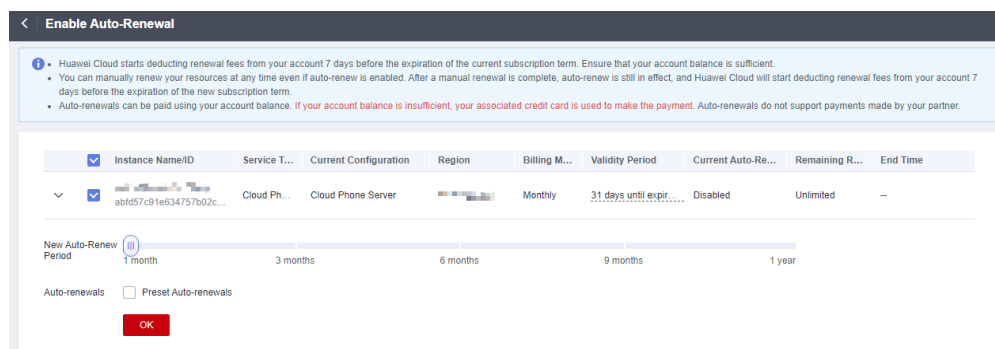 Enable Auto-Renewal
Huawei Cloud starts deducting renewal fees from your account 7 days before the expiration of the current subscription term. Ensure that your account balance is sufficient.
You can manually renew your resources at any time even if auto-renew is enabled. After a manual renewal is complete, auto-renew is still in effect, and Huawei Cloud will start deducting renewal fees from your account 7
days before the expiration of the new subscription term.
Auto-renewals can be paid using your account balance. If your account balance is insufficient, your associated credit card is used to make the payment. Auto-renewals do not support payments made by your partner.
Instance Name/ID Service T... Current Configuration Region Billing M... Validity Period Current Auto-Re... Remaining R... End Time
abfd57c91e634757b02c... Cloud Ph... Cloud Phone Server Monthly 31 days until expir... Disabled Unlimited --
New Auto-Renew
Period
1 month 3 months 6 months 9 months 1 year
Auto-renewals Preset Auto-renewals
OK